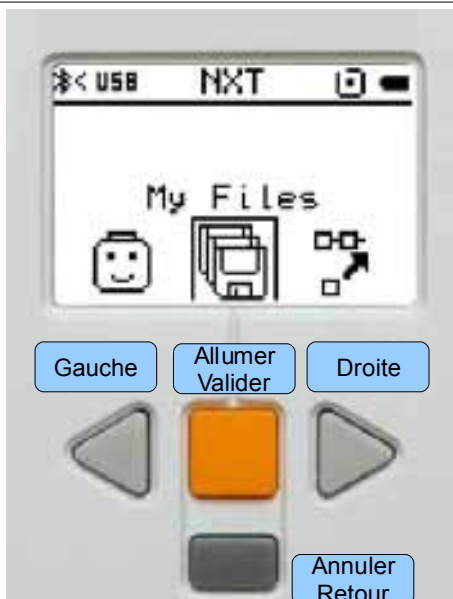 < USB NXT
My Files
Gauche
Allumer
Valider
Droite
Annuler
Retour